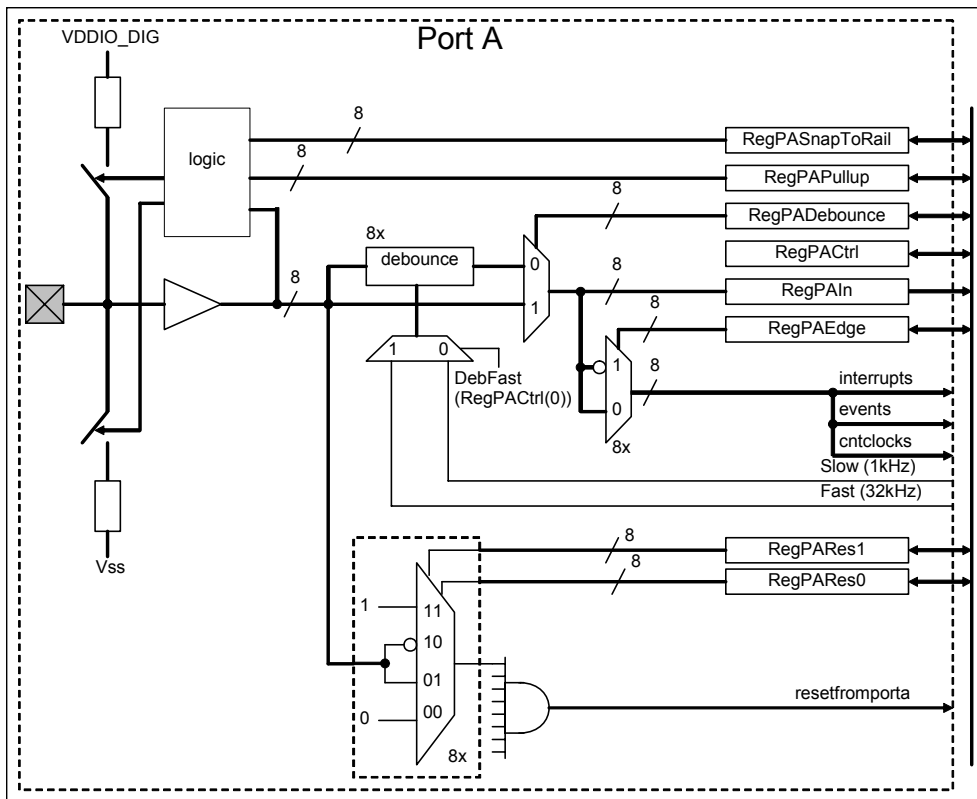 Port A
VDDIO_DIG
logic
8
RegPASnapToRail
8
RegPAPullup
8
RegPADebounce
RegPACtrl
8x
debounce
0
1
8
8
RegPAIn
8
RegPAEdge
1 0
DebFast
(RegPACtrl(0))
1
0
8x
8
interrupts
events
cntclocks
Slow (1kHz)
Fast (32kHz)
Vss
8
RegPARes1
8
RegPARes0
1
11
10
01
00
0
8x
resetfromporta